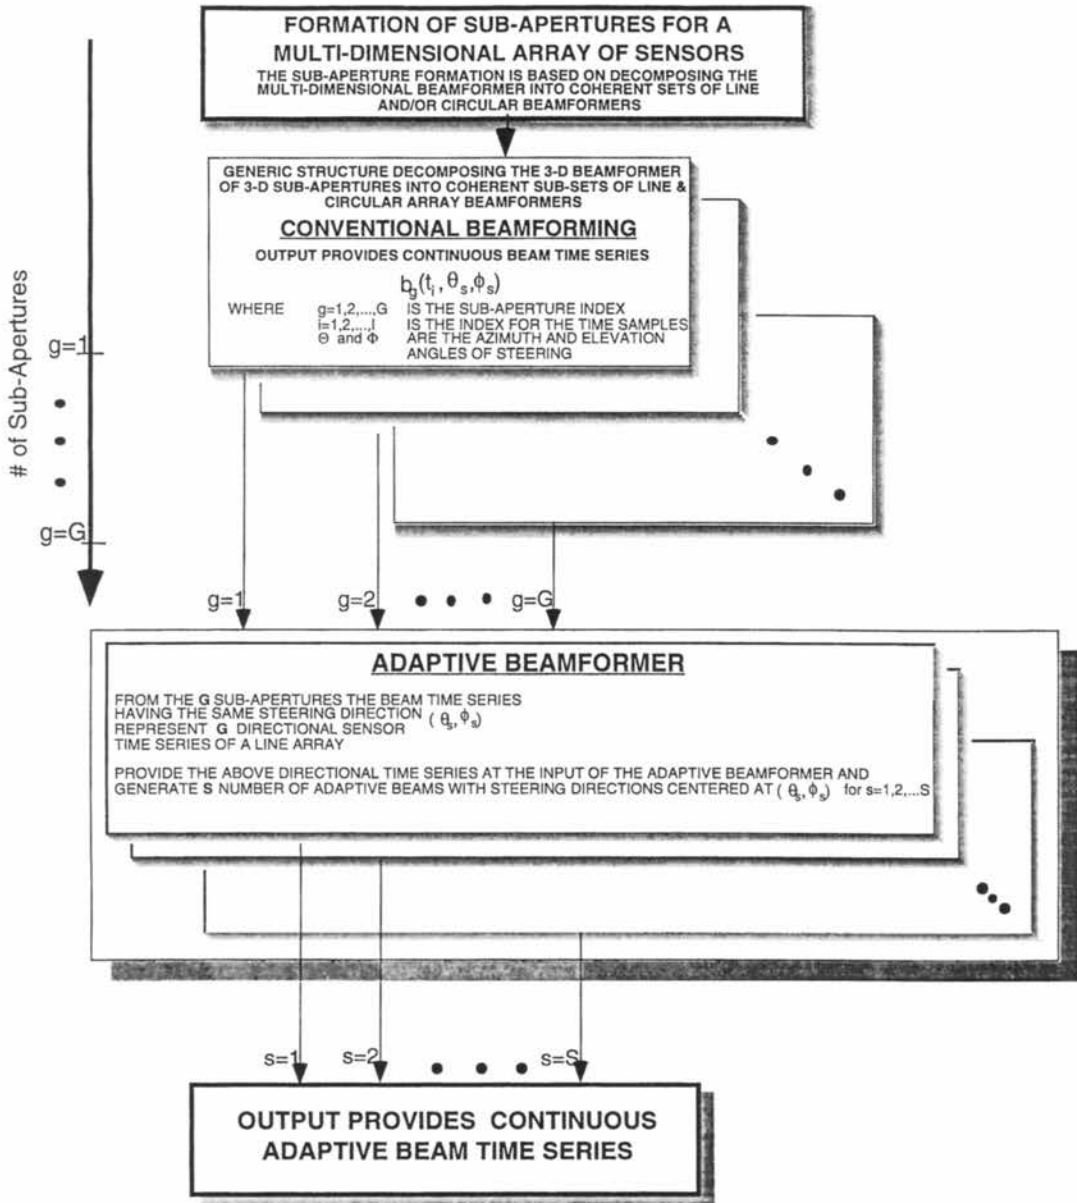 FORMATION OF SUB-APERTURES FOR A
MULTI-DIMENSIONAL ARRAY OF SENSORS
THE SUB-APERTURE FORMATION IS BASED ON DECOMPOSING THE
MULTI-DIMENSIONAL BEAMFORMER INTO COHERENT SETS OF LINE
AND/OR CIRCULAR BEAMFORMERS
GENERIC STRUCTURE DECOMPOSING THE 3-D BEAMFORMER
OF 3-D SUB-APERTURES INTO COHERENT SUB-SETS OF LINE &
CIRCULAR ARRAY BEAMFORMERS
CONVENTIONAL BEAMFORMING
OUTPUT PROVIDES CONTINUOUS BEAM TIME SERIES
b_g(t_i, θ_s, ϕ_s)
WHERE g=1,2,...,G IS THE SUB-APERTURE INDEX
i=1,2,...,I IS THE INDEX FOR THE TIME SAMPLES
Θ and Φ ARE THE AZIMUTH AND ELEVATION
ANGLES OF STEERING
# of Sub-Apertures
g=1
g=G
g=1 g=2 • • • g=G
ADAPTIVE BEAMFORMER
FROM THE G SUB-APERTURES THE BEAM TIME SERIES
HAVING THE SAME STEERING DIRECTION (θ_s, ϕ_s)
REPRESENT G DIRECTIONAL SENSOR
TIME SERIES OF A LINE ARRAY
PROVIDE THE ABOVE DIRECTIONAL TIME SERIES AT THE INPUT OF THE ADAPTIVE BEAMFORMER AND
GENERATE S NUMBER OF ADAPTIVE BEAMS WITH STEERING DIRECTIONS CENTERED AT (θ_s, ϕ_s) for s=1,2,...S
s=1 s=2 • • • s=S
OUTPUT PROVIDES CONTINUOUS
ADAPTIVE BEAM TIME SERIES